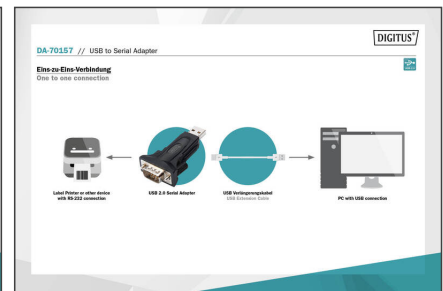 DIGITUS®
DA-70157 // USB to Serial Adapter
Eins-zu-Eins-Verbindung
One to one connection
Label Printer or other device
with RS-232 connection
USB 2.0 Serial Adapter
USB Verlängerungskabel
USB Extension Cable
PC with USB connection